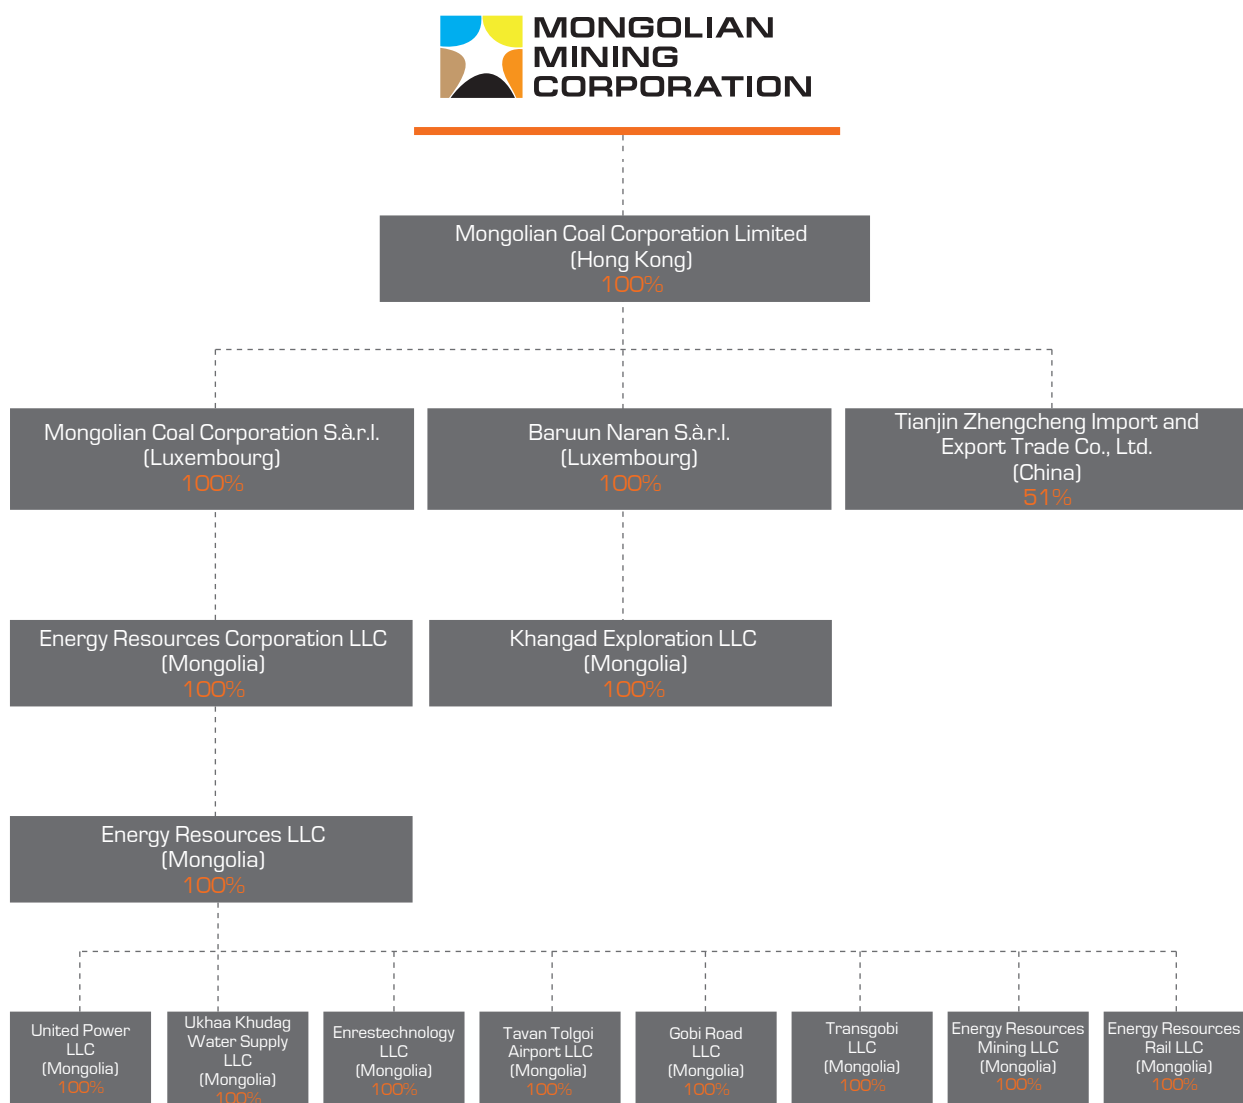 MONGOLIAN
MINING
CORPORATION
Mongolian Coal Corporation Limited
(Hong Kong)
100%
Mongolian Coal Corporation S.à.r.l.
(Luxembourg)
100%
Baruun Naran S.à.r.l.
(Luxembourg)
100%
Tianjin Zhengcheng Import and
Export Trade Co., Ltd.
(China)
51%
Energy Resources Corporation LLC
(Mongolia)
100%
Khangad Exploration LLC
(Mongolia)
100%
Energy Resources LLC
(Mongolia)
100%
United Power
LLC
(Mongolia)
100%
Ukhaa Khudag
Water Supply
LLC
(Mongolia)
100%
Enrestechnology
LLC
(Mongolia)
100%
Tavan Tolgoi
Airport LLC
(Mongolia)
100%
Gobi Road
LLC
(Mongolia)
100%
Transgobi
LLC
(Mongolia)
100%
Energy Resources
Mining LLC
(Mongolia)
100%
Energy Resources
Rail LLC
(Mongolia)
100%